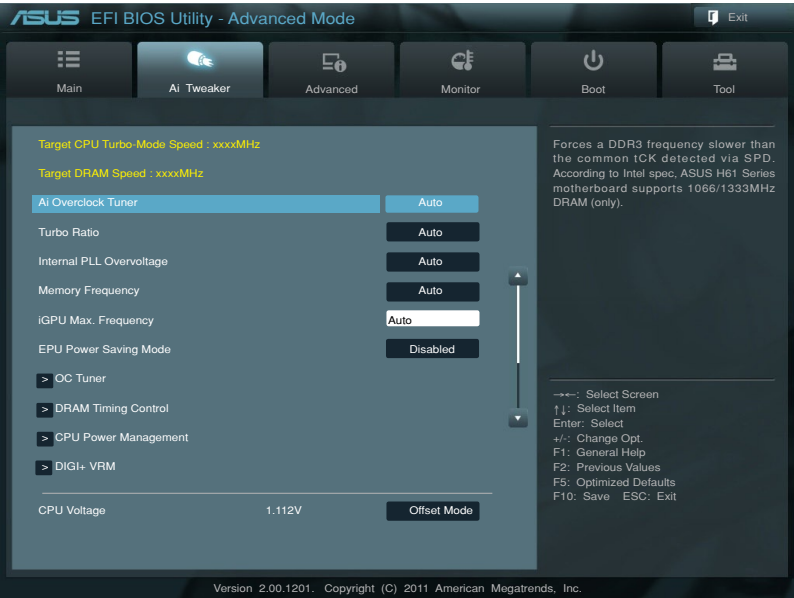 ASUS EFI BIOS Utility - Advanced Mode
Exit
Main
Ai Tweaker
Advanced
Monitor
Boot
Tool
Target CPU Turbo-Mode Speed : xxxxMHz
Target DRAM Speed : xxxxMHz
Ai Overclock Tuner Auto
Turbo Ratio Auto
Internal PLL Overvoltage Auto
Memory Frequency Auto
iGPU Max. Frequency Auto
EPU Power Saving Mode Disabled
> OC Tuner
> DRAM Timing Control
> CPU Power Management
> DIGI+ VRM
CPU Voltage 1.112V Offset Mode
Forces a DDR3 frequency slower than
the common tCK detected via SPD.
According to Intel spec, ASUS H61 Series
motherboard supports 1066/1333MHz
DRAM (only).
→←: Select Screen
↑↓: Select Item
Enter: Select
+/-: Change Opt.
F1: General Help
F2: Previous Values
F5: Optimized Defaults
F10: Save ESC: Exit
Version 2.00.1201. Copyright (C) 2011 American Megatrends, Inc.